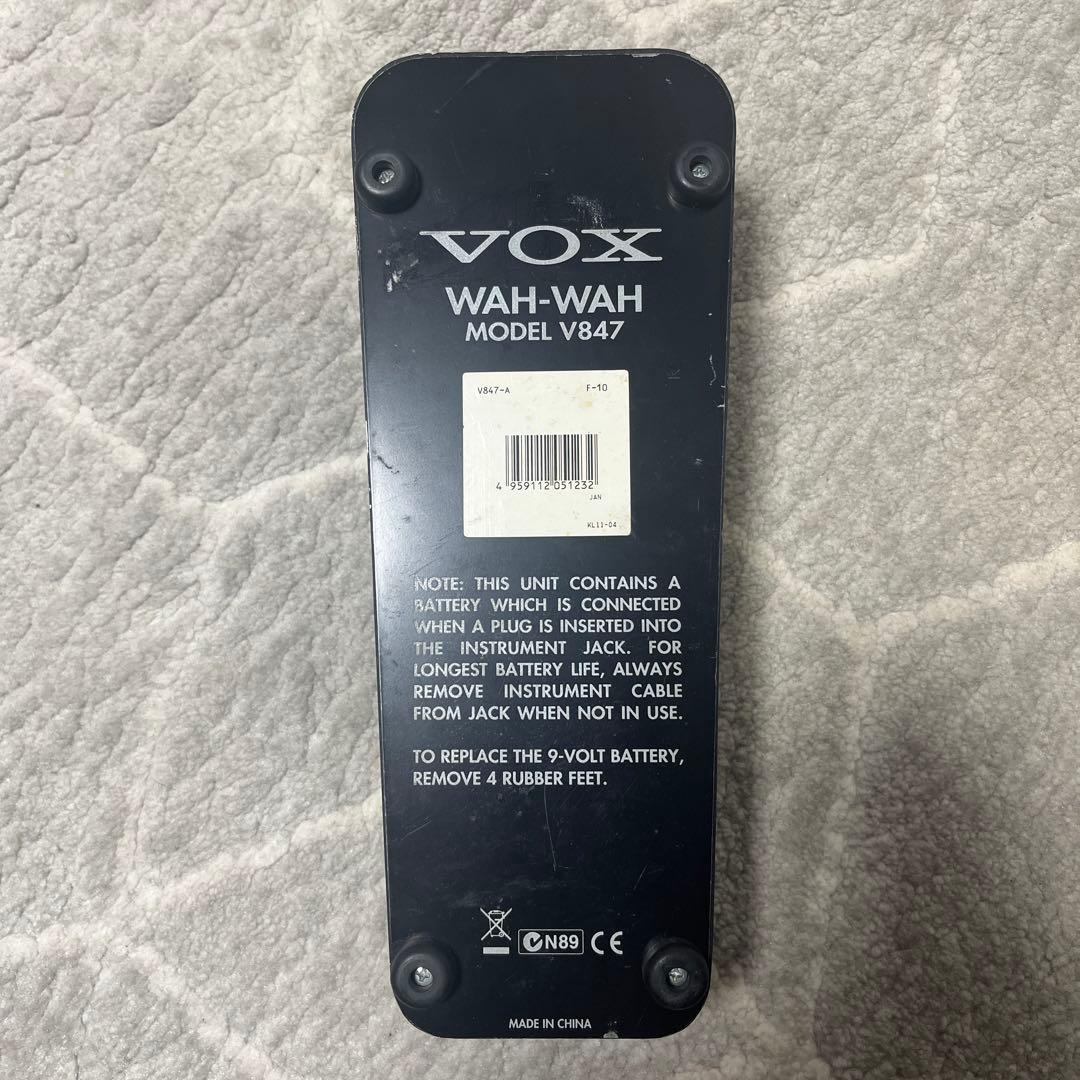 VOX
WAH-WAH
MODEL V847
V847-A F-10
4 959112 051232
JAN
KL11-04
NOTE: THIS UNIT CONTAINS A
BATTERY WHICH IS CONNECTED
WHEN A PLUG IS INSERTED INTO
THE INSTRUMENT JACK. FOR
LONGEST BATTERY LIFE, ALWAYS
REMOVE INSTRUMENT CABLE
FROM JACK WHEN NOT IN USE.
TO REPLACE THE 9-VOLT BATTERY,
REMOVE 4 RUBBER FEET.
N89 CE
MADE IN CHINA